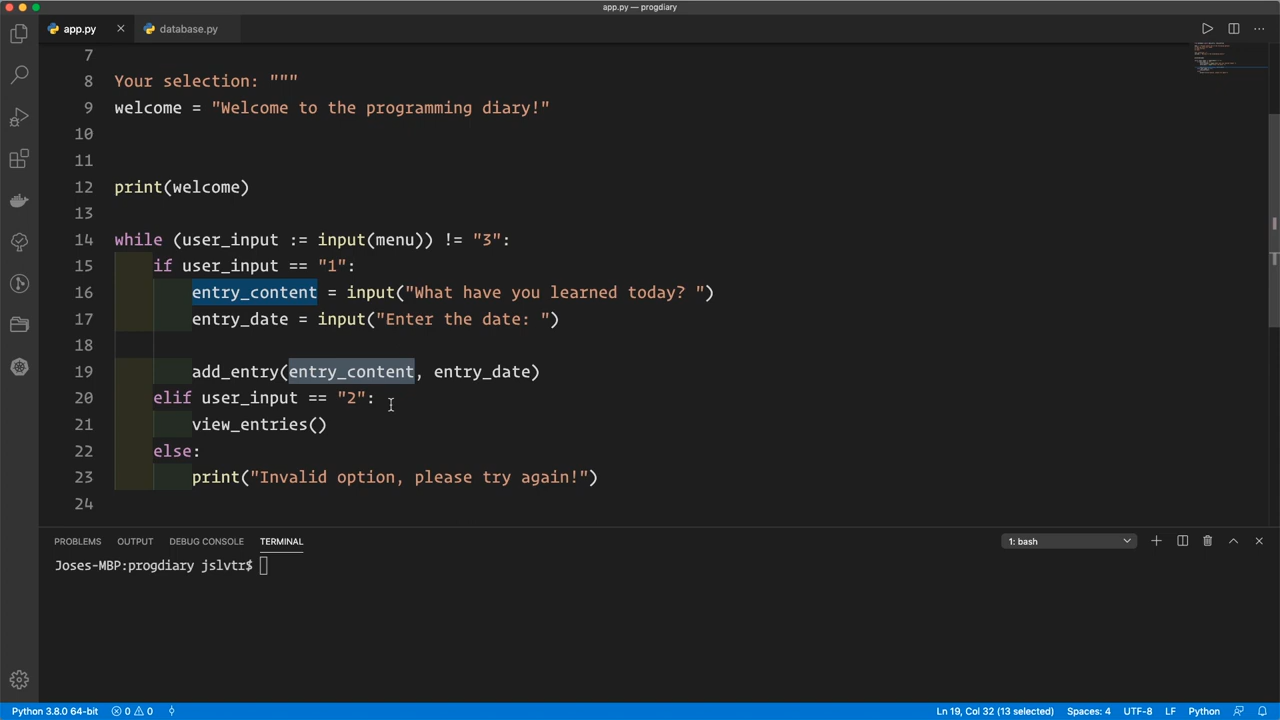 app.py — progdiary
app.py
database.py
7
8 Your selection: """
9 welcome = "Welcome to the programming diary!"
10
11
12 print(welcome)
13
14 while (user_input := input(menu)) != "3":
15 if user_input == "1":
16 entry_content = input("What have you learned today? ")
17 entry_date = input("Enter the date: ")
18
19 add_entry(entry_content, entry_date)
20 elif user_input == "2":
21 view_entries()
22 else:
23 print("Invalid option, please try again!")
24
PROBLEMS OUTPUT DEBUG CONSOLE TERMINAL 1: bash
Joses-MBP:progdiary jslvtr$
Python 3.8.0 64-bit 0 0 Ln 19, Col 32 (13 selected) Spaces: 4 UTF-8 LF Python